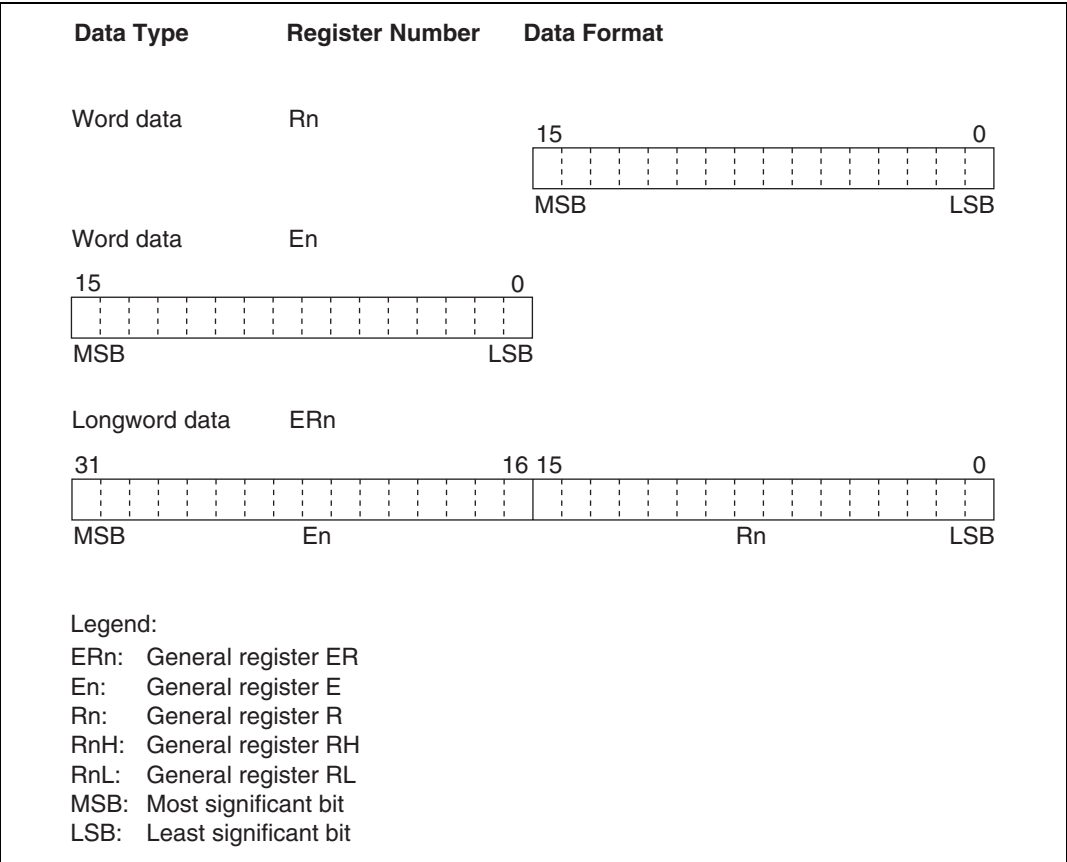 Data Type Register Number Data Format
Word data Rn
15 0
MSB LSB
Word data En
15 0
MSB LSB
Longword data ERn
31 16 15 0
MSB En Rn LSB
Legend:
ERn: General register ER
En: General register E
Rn: General register R
RnH: General register RH
RnL: General register RL
MSB: Most significant bit
LSB: Least significant bit